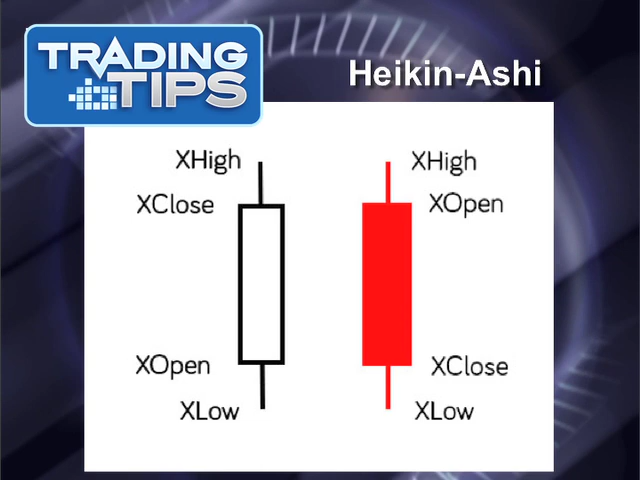 TRADING
TIPS
Heikin-Ashi
XHigh
XHigh
XClose
XOpen
XOpen
XClose
XLow
XLow